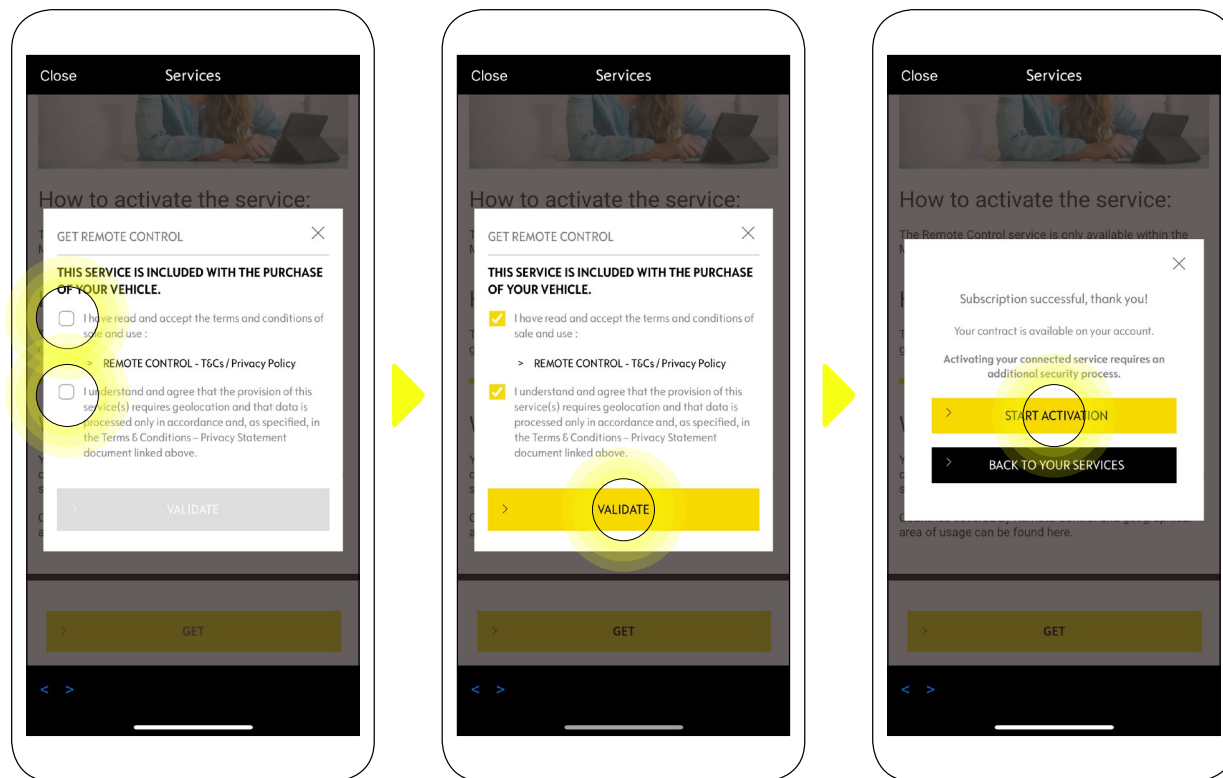 Close Services
How to activate the service:
GET REMOTE CONTROL
THIS SERVICE IS INCLUDED WITH THE PURCHASE
OF YOUR VEHICLE.
I have read and accept the terms and conditions of
sale and use :
> REMOTE CONTROL - T&Cs / Privacy Policy
I understand and agree that the provision of this
service(s) requires geolocation and that data is
processed only in accordance and, as specified, in
the Terms & Conditions – Privacy Statement
document linked above.
> VALIDATE
> GET
< >
Close Services
How to activate the service:
GET REMOTE CONTROL
THIS SERVICE IS INCLUDED WITH THE PURCHASE
OF YOUR VEHICLE.
I have read and accept the terms and conditions of
sale and use :
> REMOTE CONTROL - T&Cs / Privacy Policy
I understand and agree that the provision of this
service(s) requires geolocation and that data is
processed only in accordance and, as specified, in
the Terms & Conditions – Privacy Statement
document linked above.
> VALIDATE
> GET
< >
Close Services
How to activate the service:
The Remote Control service is only available within the
Subscription successful, thank you!
Your contract is available on your account.
Activating your connected service requires an
additional security process.
> START ACTIVATION
> BACK TO YOUR SERVICES
area of usage can be found here.
> GET
< >